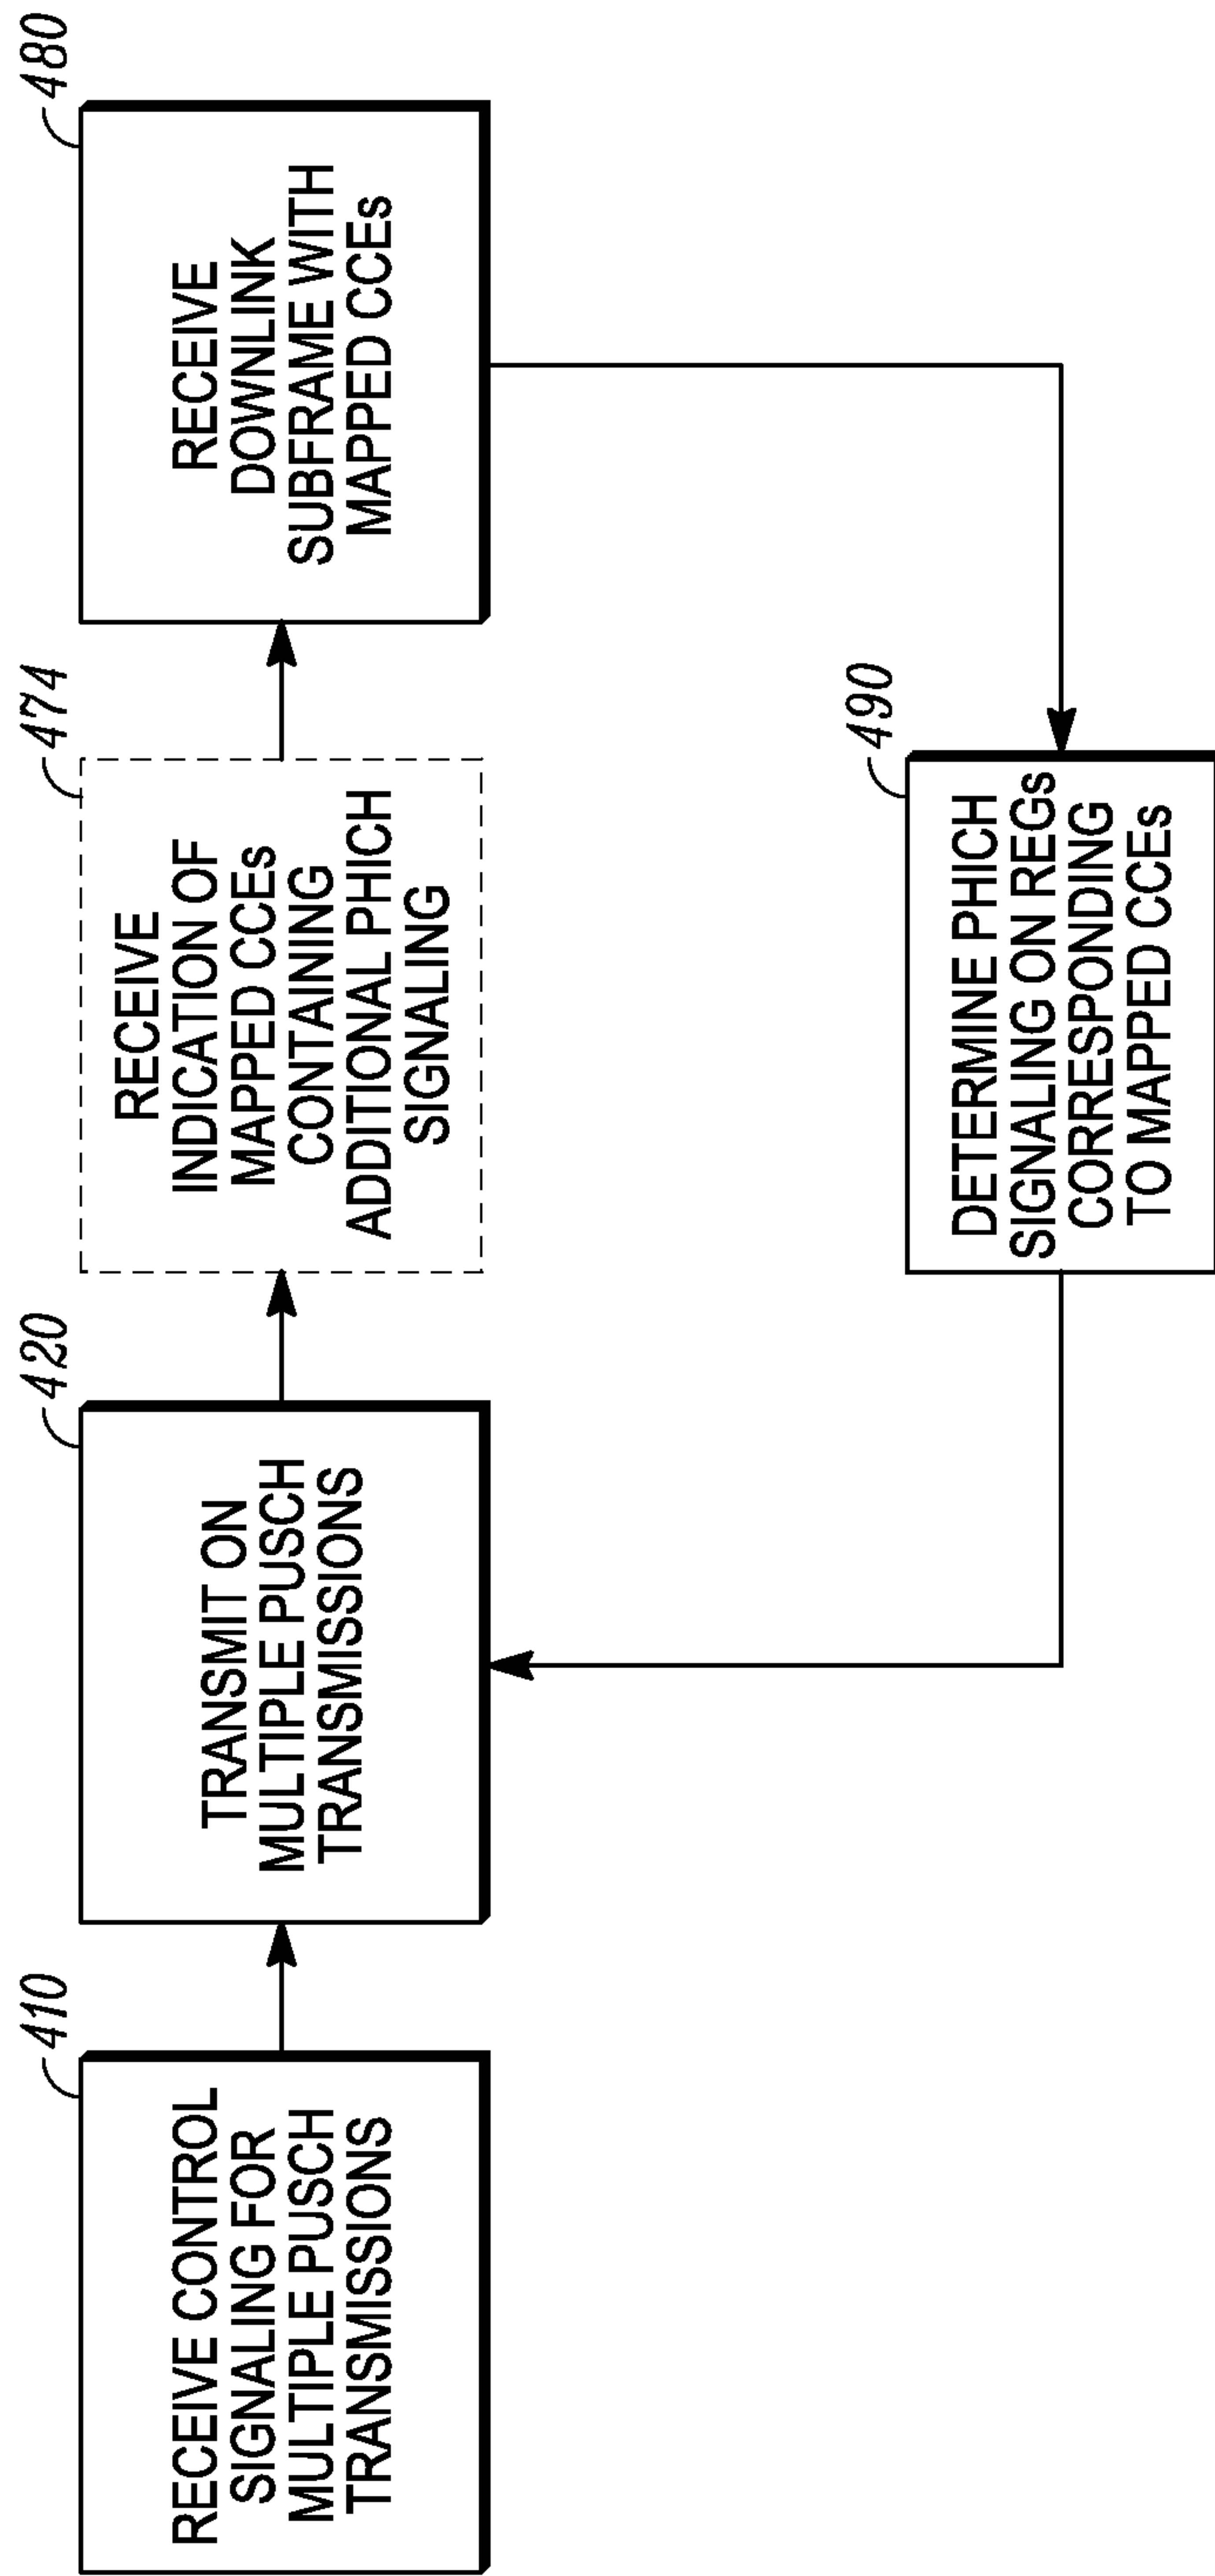 410
RECEIVE CONTROL
SIGNALING FOR
MULTIPLE PUSCH
TRANSMISSIONS
420
TRANSMIT ON
MULTIPLE PUSCH
TRANSMISSIONS
474
RECEIVE
INDICATION OF
MAPPED CCEs
CONTAINING
ADDITIONAL PHICH
SIGNALING
480
RECEIVE
DOWNLINK
SUBFRAME WITH
MAPPED CCEs
490
DETERMINE PHICH
SIGNALING ON REGs
CORRESPONDING
TO MAPPED CCEs